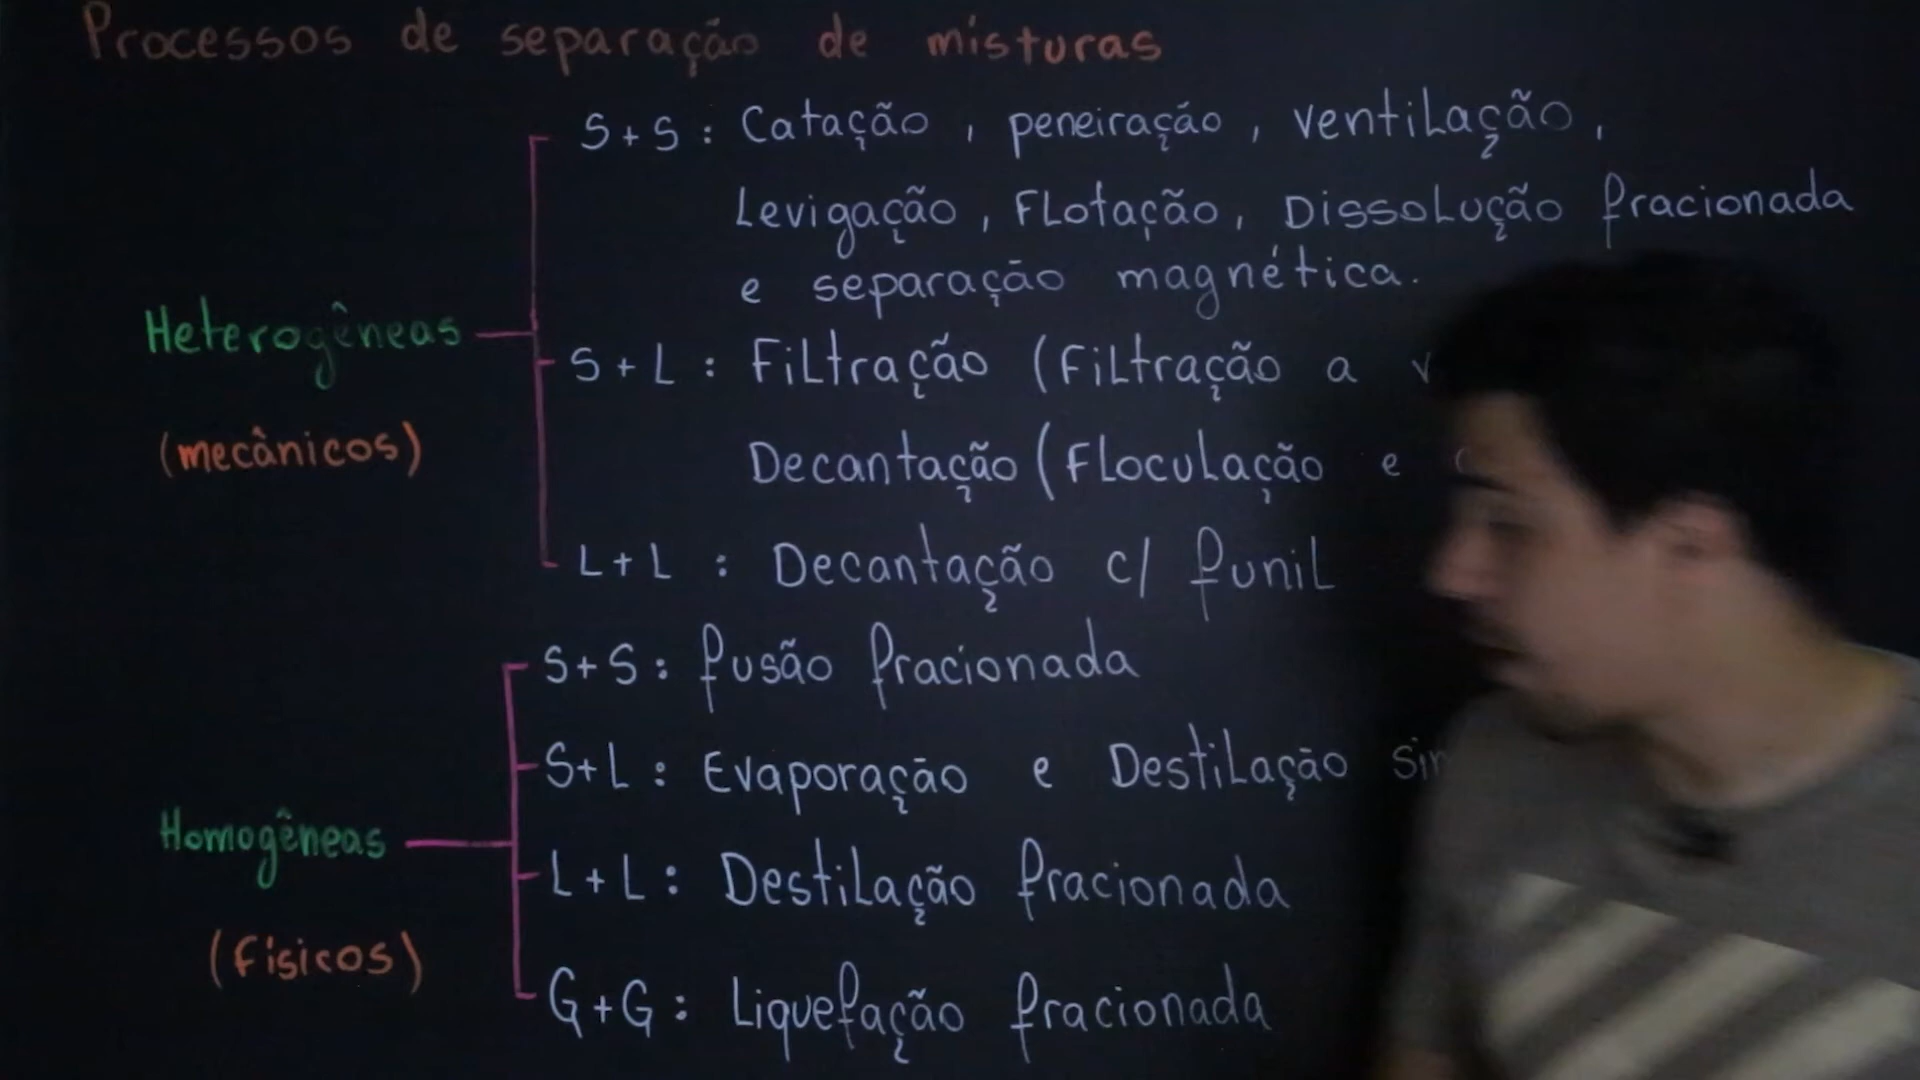 Processos de separação de misturas
S+S: Catação, peneiração, ventilação,
Levigação, Flotação, Dissolução fracionada
e separação magnética.
Heterogêneas
(mecânicos)
S+L: Filtração (Filtração a
Decantação (Floculação e
L+L: Decantação c/ funil
S+S: fusão fracionada
S+L: Evaporação e Destilação
Homogêneas
(físicos)
L+L: Destilação fracionada
G+G: Liquefação fracionada